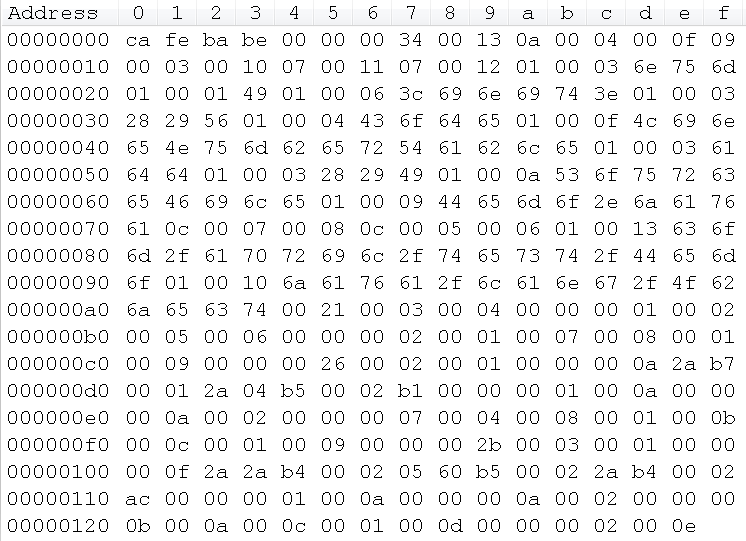 Address 0 1 2 3 4 5 6 7 8 9 a b c d e f
00000000 ca fe ba be 00 00 00 34 00 13 0a 00 04 00 0f 09
00000010 00 03 00 10 07 00 11 07 00 12 01 00 03 6e 75 6d
00000020 01 00 01 49 01 00 06 3c 69 6e 69 74 3e 01 00 03
00000030 28 29 56 01 00 04 43 6f 64 65 01 00 0f 4c 69 6e
00000040 65 4e 75 6d 62 65 72 54 61 62 6c 65 01 00 03 61
00000050 64 64 01 00 03 28 29 49 01 00 0a 53 6f 75 72 63
00000060 65 46 69 6c 65 01 00 09 44 65 6d 6f 2e 6a 61 76
00000070 61 0c 00 07 00 08 0c 00 05 00 06 01 00 13 63 6f
00000080 6d 2f 61 70 72 69 6c 2f 74 65 73 74 2f 44 65 6d
00000090 6f 01 00 10 6a 61 76 61 2f 6c 61 6e 67 2f 4f 62
000000a0 6a 65 63 74 00 21 00 03 00 04 00 00 00 01 00 02
000000b0 00 05 00 06 00 00 00 02 00 01 00 07 00 08 00 01
000000c0 00 09 00 00 00 26 00 02 00 01 00 00 00 0a 2a b7
000000d0 00 01 2a 04 b5 00 02 b1 00 00 00 01 00 0a 00 00
000000e0 00 0a 00 02 00 00 00 07 00 04 00 08 00 01 00 0b
000000f0 00 0c 00 01 00 09 00 00 00 2b 00 03 00 01 00 00
00000100 00 0f 2a 2a b4 00 02 05 60 b5 00 02 2a b4 00 02
00000110 ac 00 00 00 01 00 0a 00 00 00 0a 00 02 00 00 00
00000120 0b 00 0a 00 0c 00 01 00 0d 00 00 00 02 00 0e